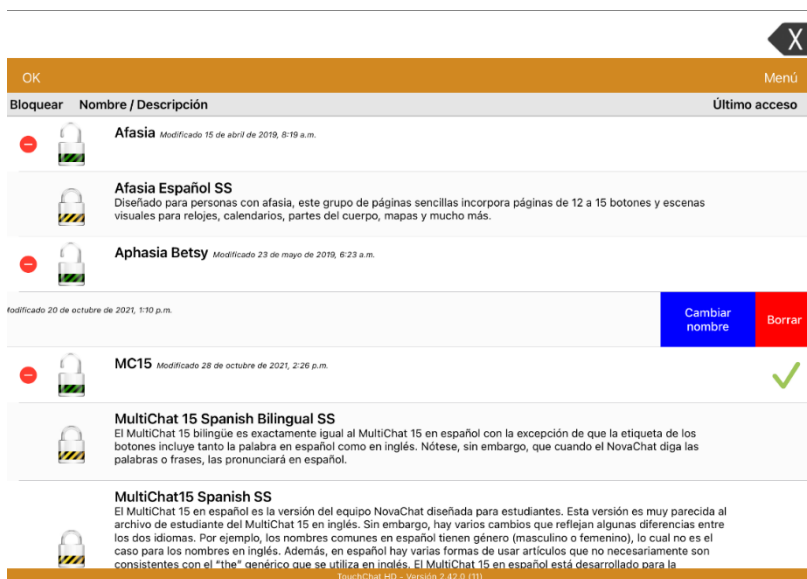 X
OK Menú
Bloquear Nombre / Descripción Último acceso
Afasia Modificado 15 de abril de 2019, 8:19 a.m.
Afasia Español SS
Diseñado para personas con afasia, este grupo de páginas sencillas incorpora páginas de 12 a 15 botones y escenas
visuales para relojes, calendarios, partes del cuerpo, mapas y mucho más.
Aphasia Betsy Modificado 23 de mayo de 2019, 6:23 a.m.
Modificado 20 de octubre de 2021, 1:10 p.m.
Cambiar
nombre
Borrar
MC15 Modificado 28 de octubre de 2021, 2:26 p.m.
MultiChat 15 Spanish Bilingual SS
El MultiChat 15 bilingüe es exactamente igual al MultiChat 15 en español con la excepción de que la etiqueta de los
botones incluye tanto la palabra en español como en inglés. Nótese, sin embargo, que cuando el NovaChat diga las
palabras o frases, las pronunciará en español.
MultiChat15 Spanish SS
El MultiChat 15 en español es la versión del equipo NovaChat diseñada para estudiantes. Esta versión es muy parecida al
archivo de estudiante del MultiChat 15 en inglés. Sin embargo, hay varios cambios que reflejan algunas diferencias entre
los dos idiomas. Por ejemplo, los nombres comunes en español tienen género (masculino o femenino), lo cual no es el
caso para los nombres en inglés. Además, en español hay varias formas de usar artículos que no necesariamente son
consistentes con el "the" genérico que se utiliza en inglés. El MultiChat 15 en español está desarrollado para la
TouchChat HD - Versión 2.42.0 (11)